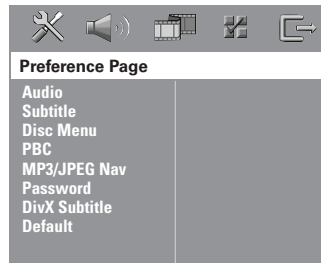 Preference Page
Audio
Subtitle
Disc Menu
PBC
MP3/JPEG Nav
Password
DivX Subtitle
Default